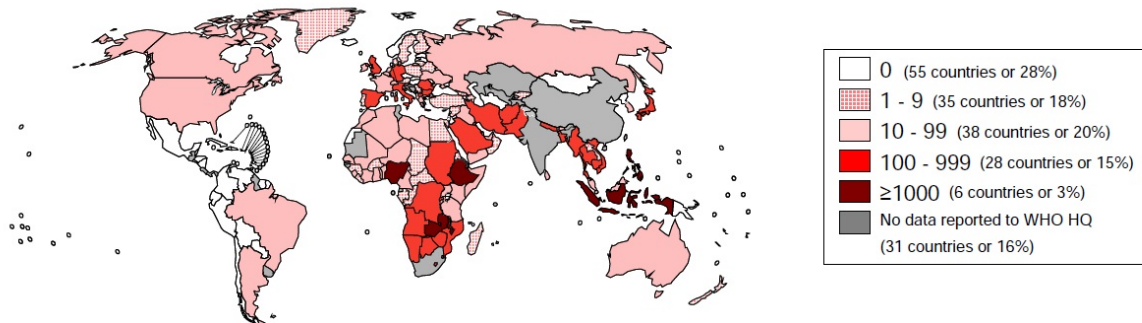 0 (55 countries or 28%)
1 - 9 (35 countries or 18%)
10 - 99 (38 countries or 20%)
100 - 999 (28 countries or 15%)
≥1000 (6 countries or 3%)
No data reported to WHO HQ
(31 countries or 16%)